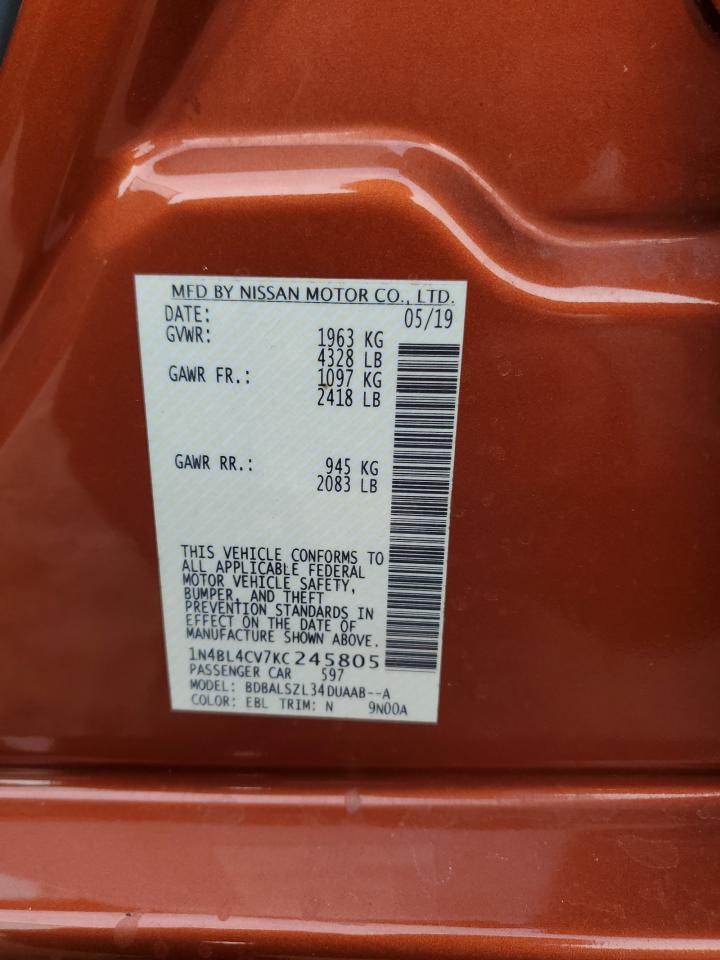 MFD BY NISSAN MOTOR CO., LTD.
DATE: 05/19
GVWR: 1963 KG
4328 LB
GAWR FR.: 1097 KG
2418 LB
GAWR RR.: 945 KG
2083 LB
THIS VEHICLE CONFORMS TO
ALL APPLICABLE FEDERAL
MOTOR VEHICLE SAFETY,
BUMPER, AND THEFT
PREVENTION STANDARDS IN
EFFECT ON THE DATE OF
MANUFACTURE SHOWN ABOVE.
1N4BL4CV7KC245805
PASSENGER CAR 597
MODEL: BDBALSZL34DUAAB--A
COLOR: EBL TRIM: N 9N00A